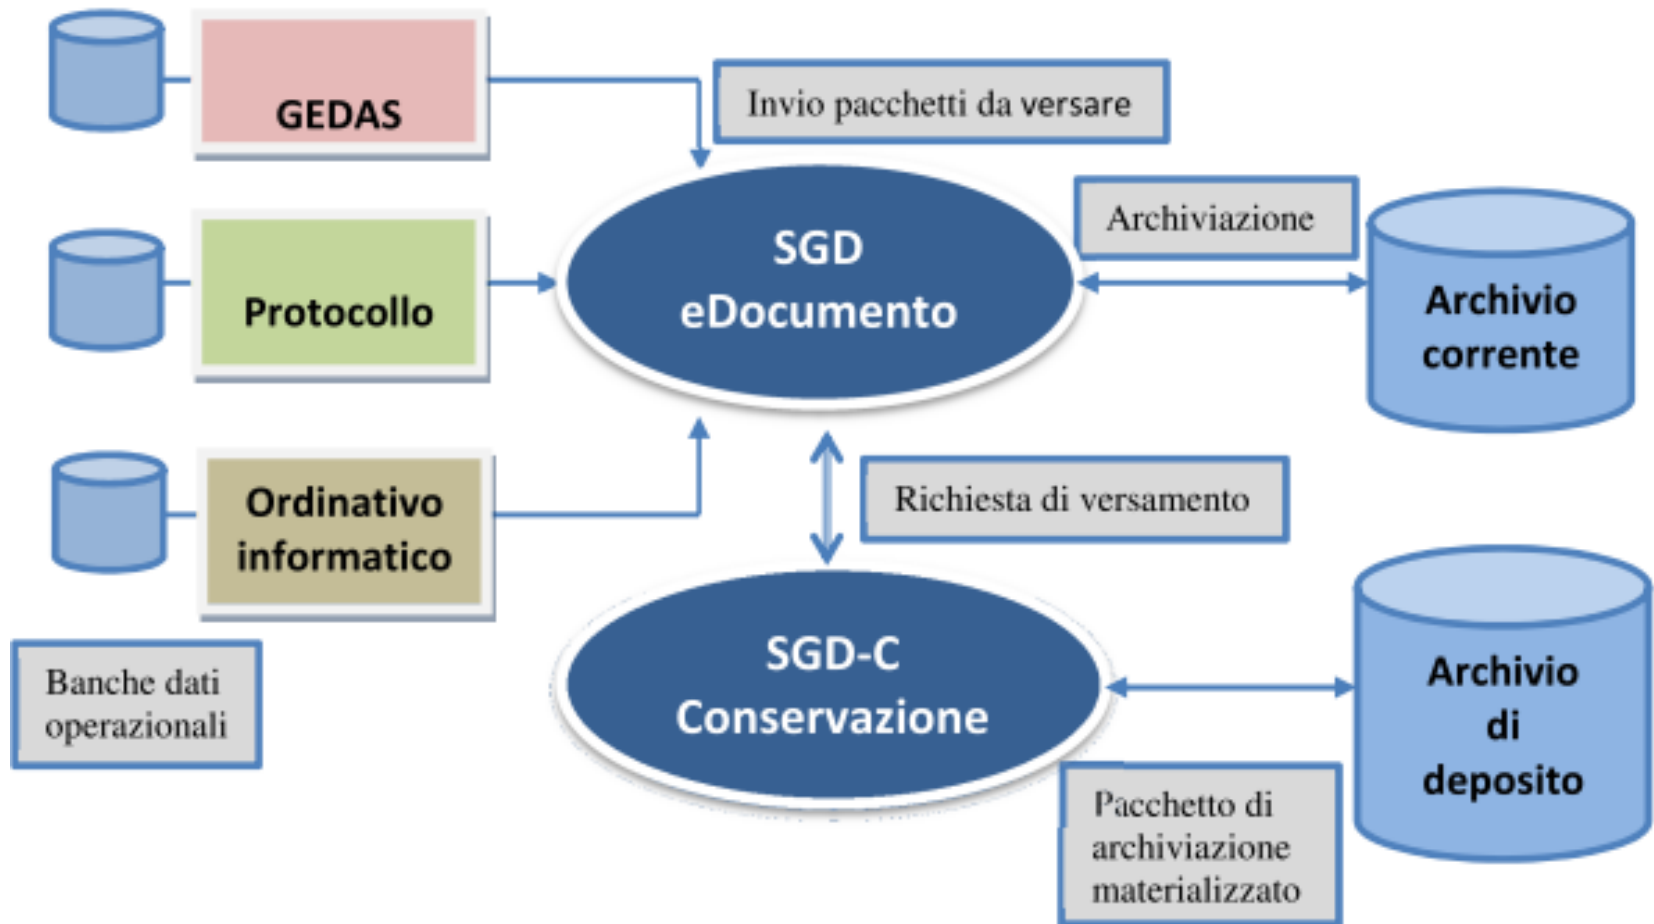 GEDAS
Invio pacchetti da versare
SGD
eDocumento
Archiviazione
Archivio
corrente
Protocollo
Ordinativo
informatico
Richiesta di versamento
Banche dati
operazionali
SGD-C
Conservazione
Archivio
di
deposito
Pacchetto di
archiviazione
materializzato